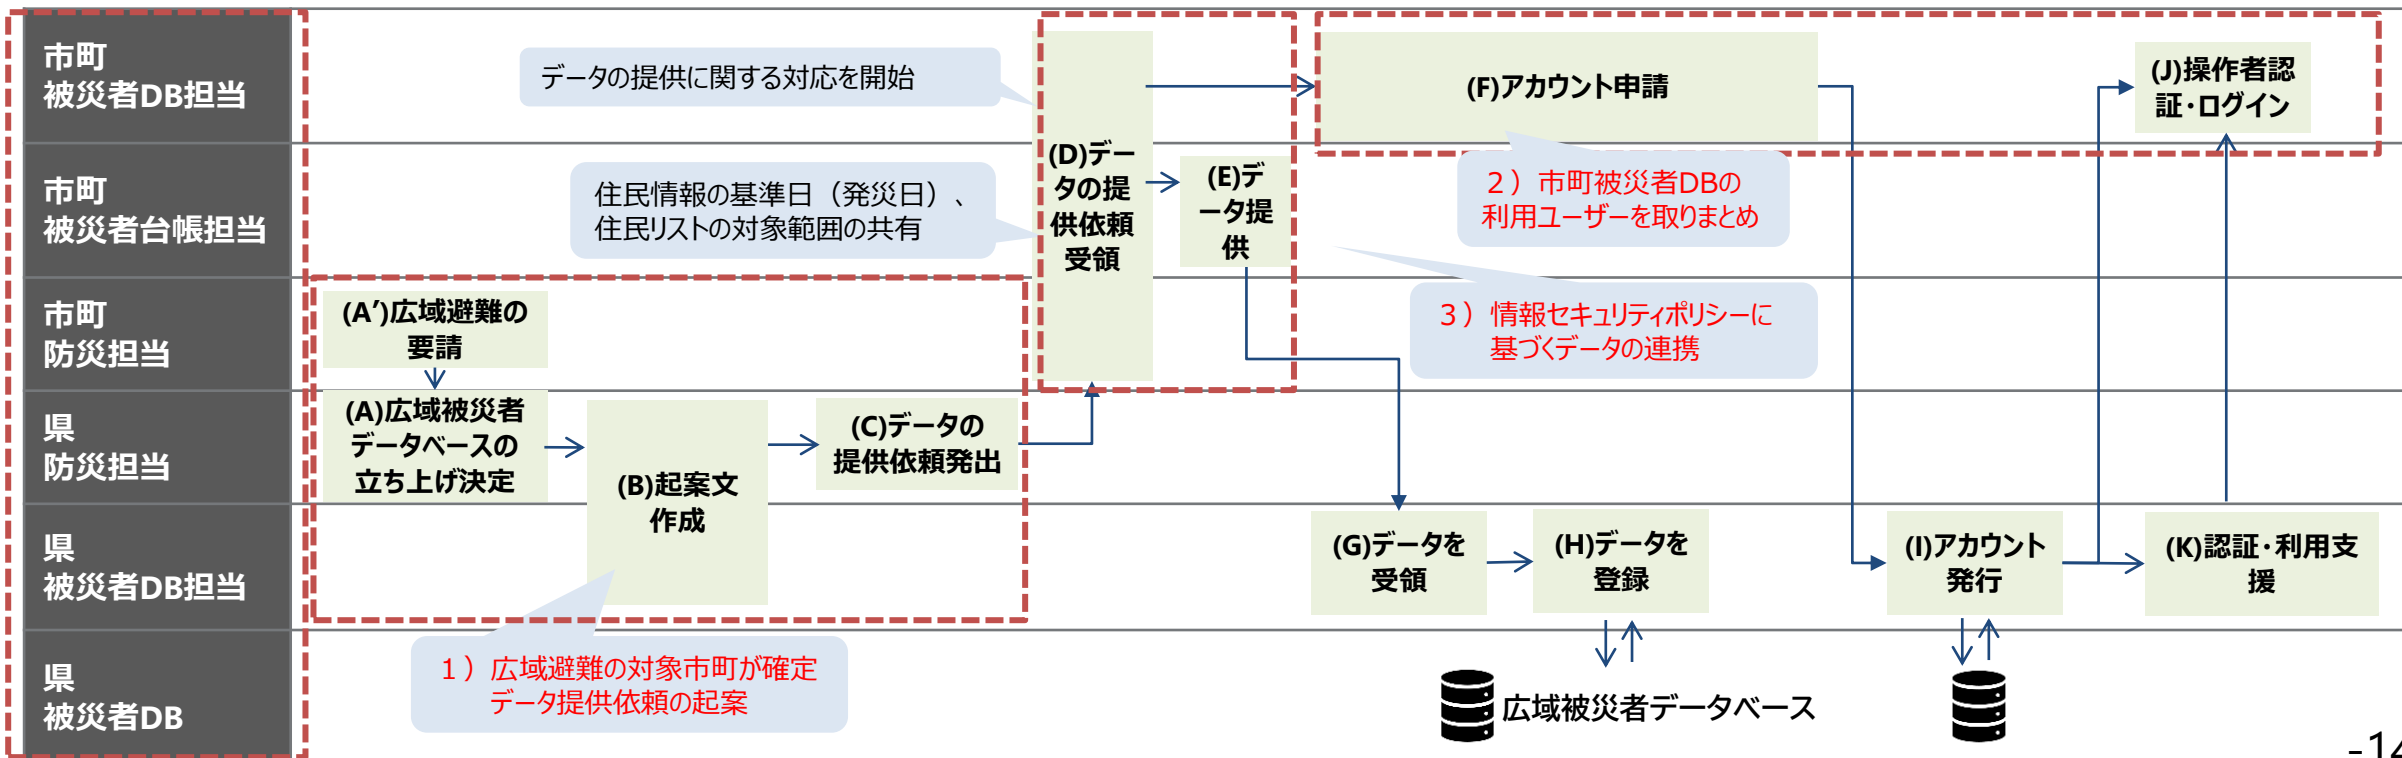 市町
被災者DB担当
データの提供に関する対応を開始
(F)アカウント申請
(J)操作者認
証・ログイン
市町
被災者台帳担当
住民情報の基準日（発災日）、
住民リストの対象範囲の共有
(D)デー
タの提
供依頼
受領
(E)デ
ータ提
供
２）市町被災者DBの
利用ユーザーを取りまとめ
市町
防災担当
(A’)広域避難の
要請
３）情報セキュリティポリシーに
基づくデータの連携
県
防災担当
(A)広域被災者
データベースの
立ち上げ決定
(B)起案文
作成
(C)データの
提供依頼発出
県
被災者DB担当
(G)データを
受領
(H)データを
登録
(I)アカウント
発行
(K)認証・利用支
援
県
被災者DB
１）広域避難の対象市町が確定
データ提供依頼の起案
広域被災者データベース
-14